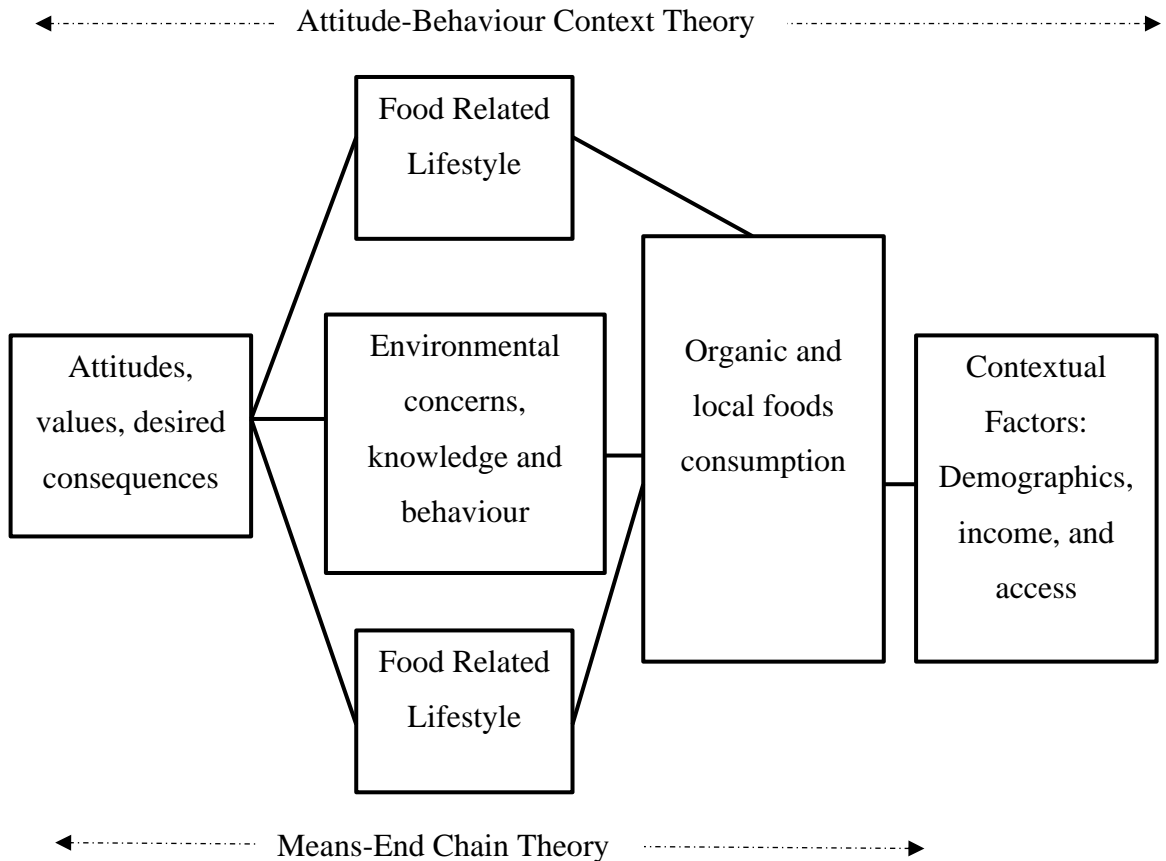 Attitude-Behaviour Context Theory
Food Related
Lifestyle
Attitudes,
values, desired
consequences
Environmental
concerns,
knowledge and
behaviour
Organic and
local foods
consumption
Contextual
Factors:
Demographics,
income, and
access
Food Related
Lifestyle
Means-End Chain Theory